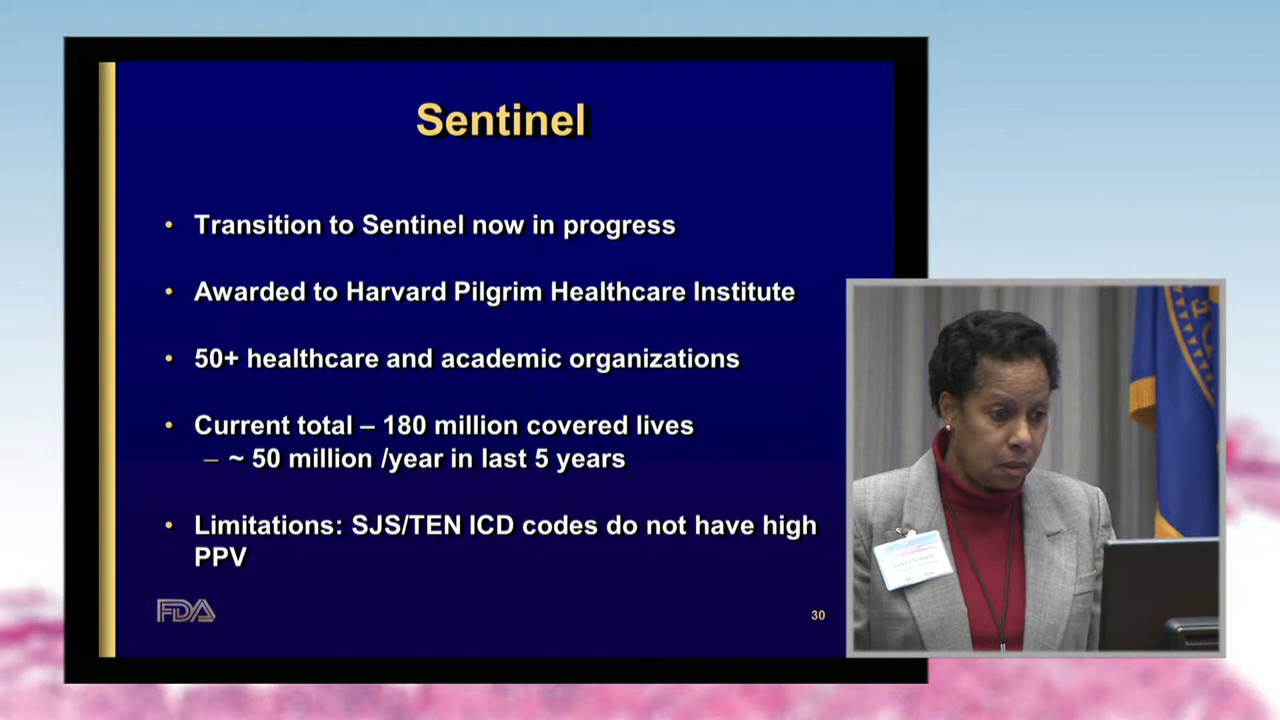 Sentinel
• Transition to Sentinel now in progress
• Awarded to Harvard Pilgrim Healthcare Institute
• 50+ healthcare and academic organizations
• Current total – 180 million covered lives
– ~ 50 million /year in last 5 years
• Limitations: SJS/TEN ICD codes do not have high
PPV
FDA
30